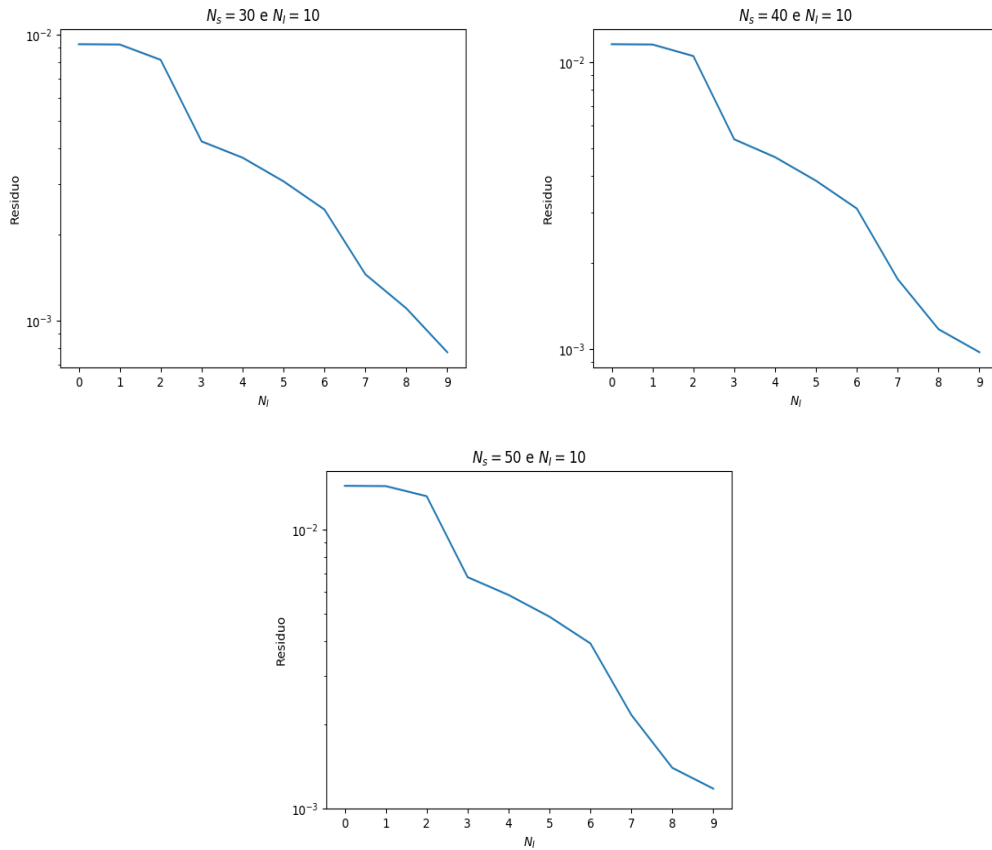 N_s = 30 e N_l = 10
10^{-2}
Residuo
10^{-3}
0 1 2 3 4 5 6 7 8 9
N_l
N_s = 40 e N_l = 10
10^{-2}
Residuo
10^{-3}
0 1 2 3 4 5 6 7 8 9
N_l
N_s = 50 e N_l = 10
10^{-2}
Residuo
10^{-3}
0 1 2 3 4 5 6 7 8 9
N_l